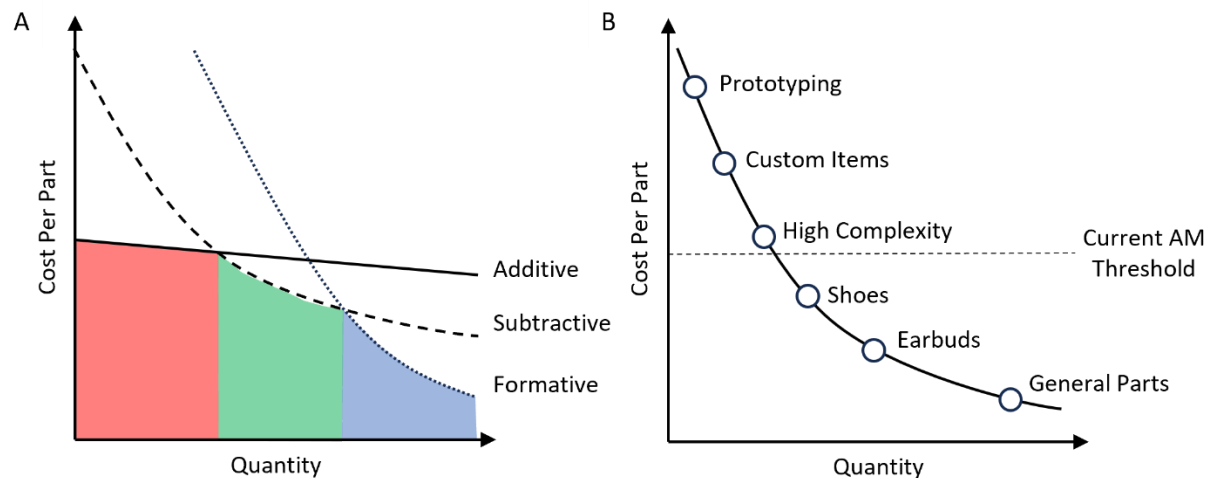 A
Cost Per Part
Additive
Subtractive
Formative
Quantity
B
Cost Per Part
Prototyping
Custom Items
High Complexity
Current AM
Threshold
Shoes
Earbuds
General Parts
Quantity